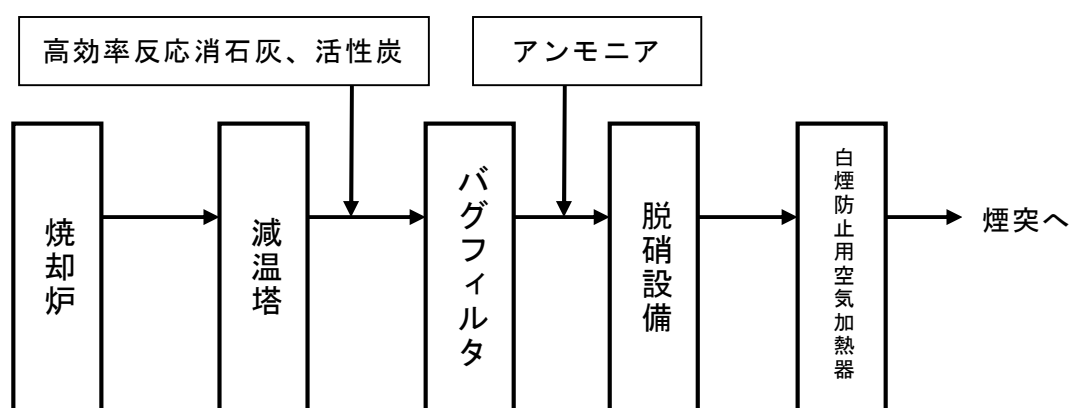 高効率反応消石灰、活性炭
アンモニア
焼却炉
減温塔
バグフィルタ
脱硝設備
白煙防止用空気加熱器
煙突へ